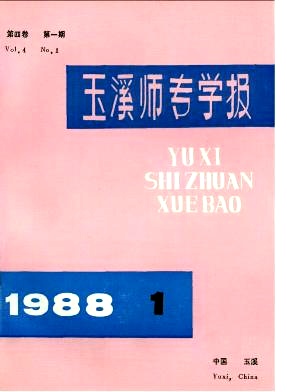 第四卷 第一期
Vol.4 No.1
玉溪师专学报
YU XI
SHI ZHUAN
XUE BAO
1988 1
中国 玉溪
Yuxi, China